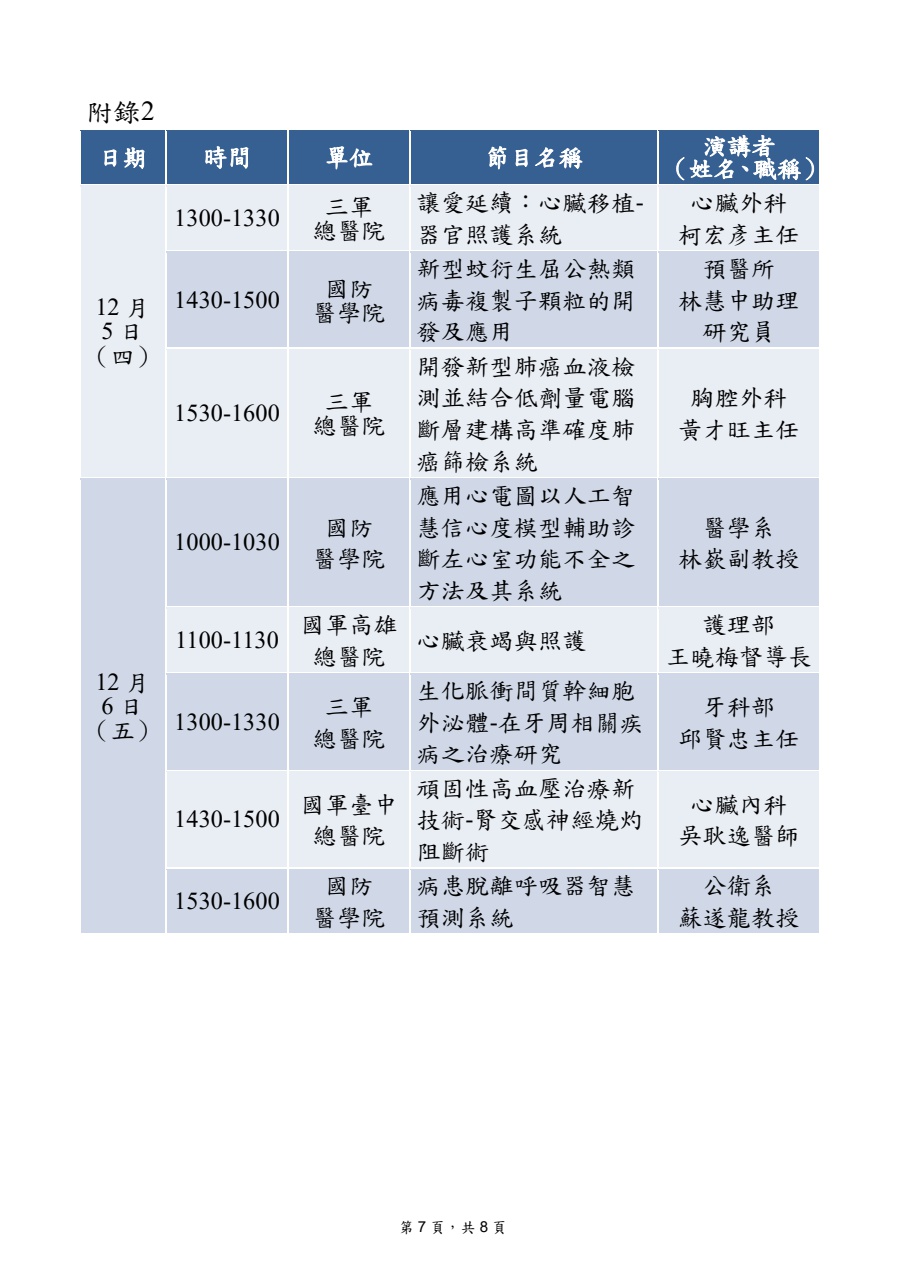 附錄2
日期
時間
單位
節目名稱
演講者
（姓名、職稱）
12 月
5 日
（四）
1300-1330
三軍
總醫院
讓愛延續：心臟移植-
器官照護系統
心臟外科
柯宏彥主任
1430-1500
國防
醫學院
新型蚊衍生屈公熱類
病毒複製子顆粒的開
發及應用
預醫所
林慧中助理
研究員
1530-1600
三軍
總醫院
開發新型肺癌血液檢
測並結合低劑量電腦
斷層建構高準確度肺
癌篩檢系統
胸腔外科
黃才旺主任
12 月
6 日
（五）
1000-1030
國防
醫學院
應用心電圖以人工智
慧信心度模型輔助診
斷左心室功能不全之
方法及其系統
醫學系
林嶔副教授
1100-1130
國軍高雄
總醫院
心臟衰竭與照護
護理部
王曉梅督導長
1300-1330
三軍
總醫院
生化脈衝間質幹細胞
外泌體-在牙周相關疾
病之治療研究
牙科部
邱賢忠主任
1430-1500
國軍臺中
總醫院
頑固性高血壓治療新
技術-腎交感神經燒灼
阻斷術
心臟內科
吳耿逸醫師
1530-1600
國防
醫學院
病患脫離呼吸器智慧
預測系統
公衛系
蘇遂龍教授
第 7 頁，共 8 頁